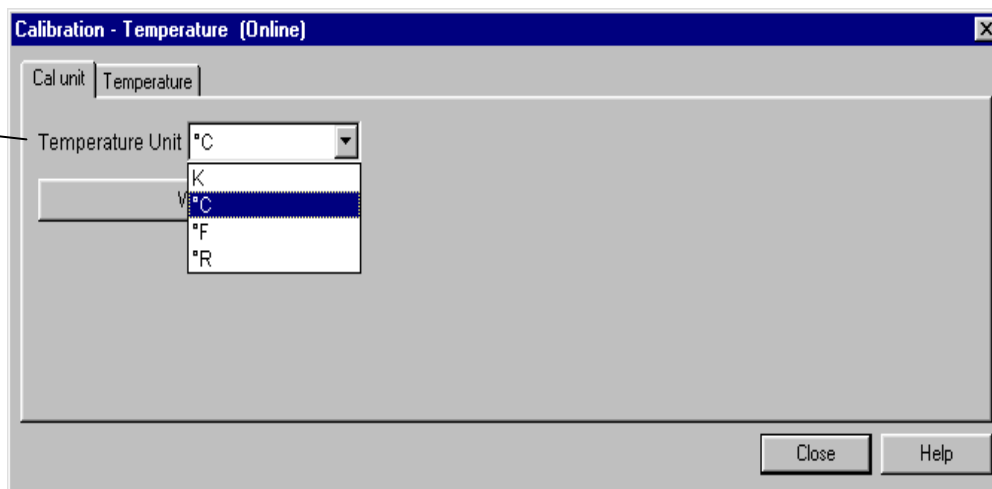 Calibration - Temperature (Online)
Cal unit Temperature
Temperature Unit °C
K
°C
°F
°R
Close Help